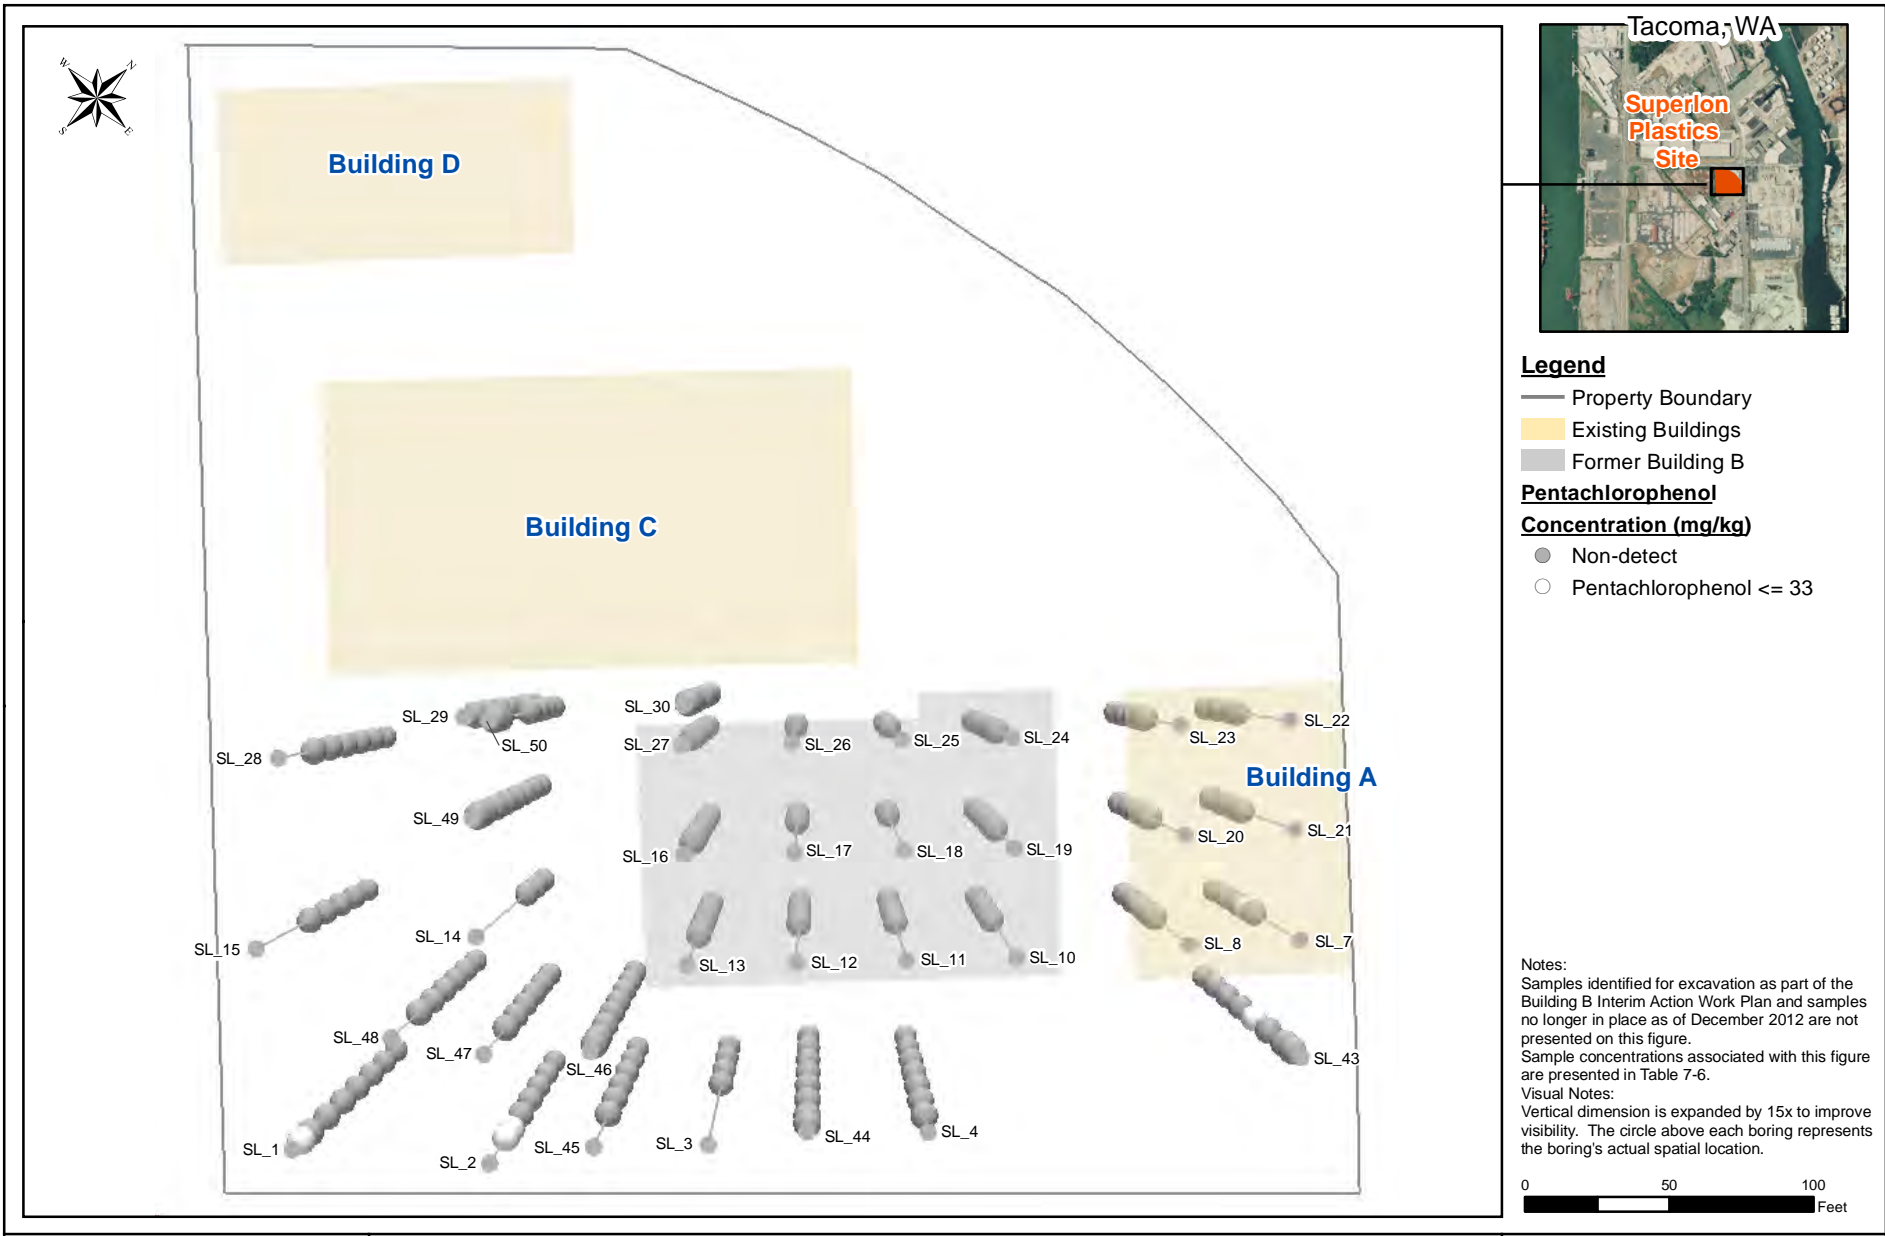 W
N
S
E
Building D
Building C
Building A
SL_30
SL_29
SL_50
SL_28
SL_27
SL_26
SL_25
SL_24
SL_23
SL_22
SL_49
SL_16
SL_17
SL_18
SL_19
SL_20
SL_21
SL_15
SL_14
SL_13
SL_12
SL_11
SL_10
SL_8
SL_7
SL_48
SL_47
SL_46
SL_43
SL_1
SL_2
SL_45
SL_3
SL_44
SL_4
Tacoma, WA
Superlon
Plastics
Site
Legend
Property Boundary
Existing Buildings
Former Building B
Pentachlorophenol
Concentration (mg/kg)
Non-detect
Pentachlorophenol <= 33
Notes:
Samples identified for excavation as part of the
Building B Interim Action Work Plan and samples
no longer in place as of December 2012 are not
presented on this figure.
Sample concentrations associated with this figure
are presented in Table 7-6.
Visual Notes:
Vertical dimension is expanded by 15x to improve
visibility. The circle above each boring represents
the boring's actual spatial location.
0 50 100
Feet